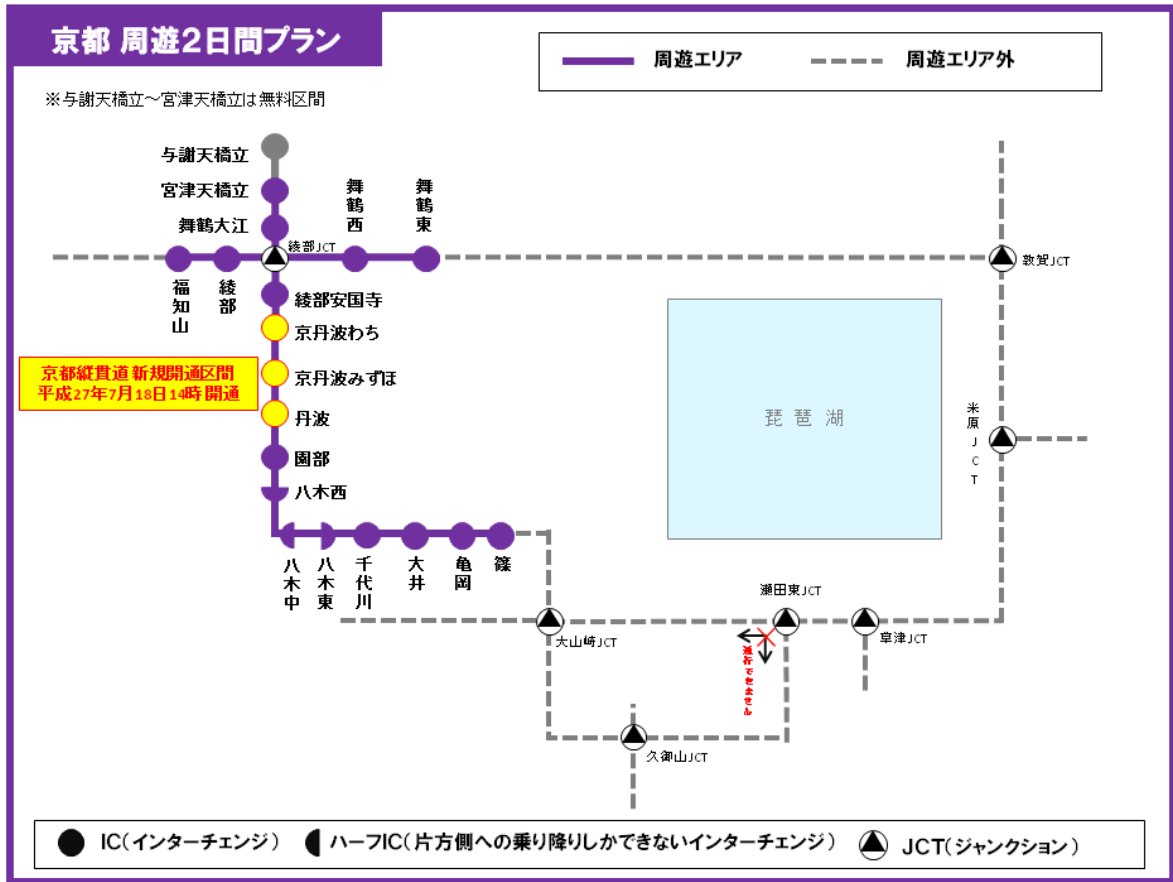 京都 周遊2日間プラン
周遊エリア
周遊エリア外
※与謝天橋立～宮津天橋立は無料区間
与謝天橋立
宮津天橋立
舞鶴大江
舞鶴西
舞鶴東
綾部JCT
敦賀JCT
福知山
綾部
綾部安国寺
京丹波わち
京都縦貫道 新規開通区間
平成27年7月18日14時 開通
京丹波みずほ
丹波
琵琶湖
米原JCT
園部
八木西
八木中
八木東
千代川
大井
亀岡
篠
瀬田東JCT
大山崎JCT
草津JCT
通行できません
久御山JCT
IC(インターチェンジ)
ハーフIC(片方側への乗り降りしかできないインターチェンジ)
JCT(ジャンクション)